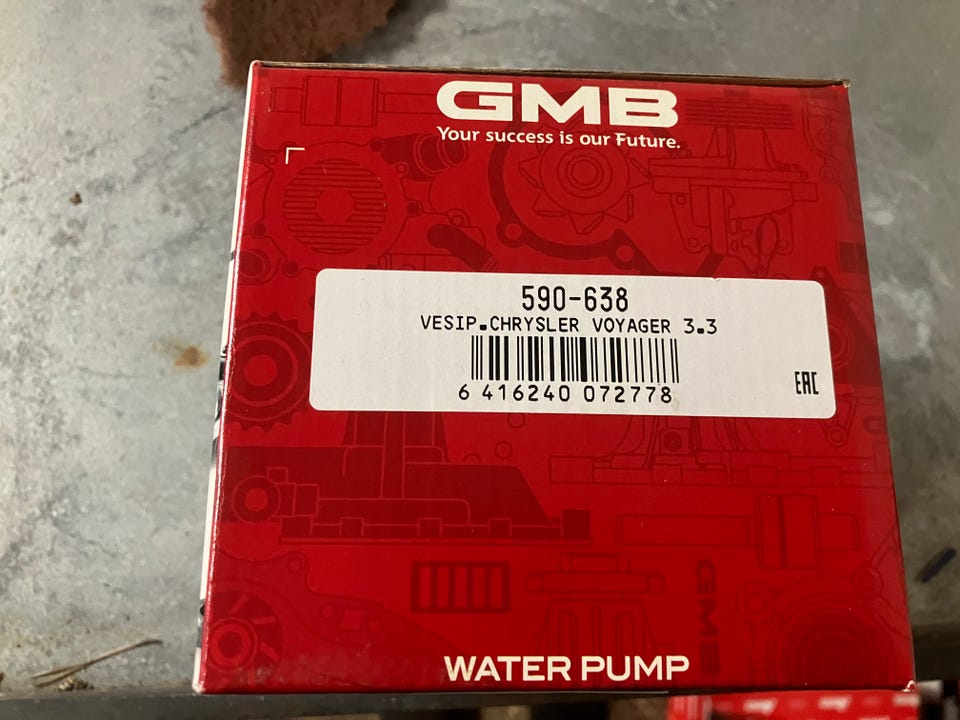 GMB
Your success is our Future.
590-638
VESIP.CHRYSLER VOYAGER 3.3
6 416240 072778
EAC
GMB
WATER PUMP